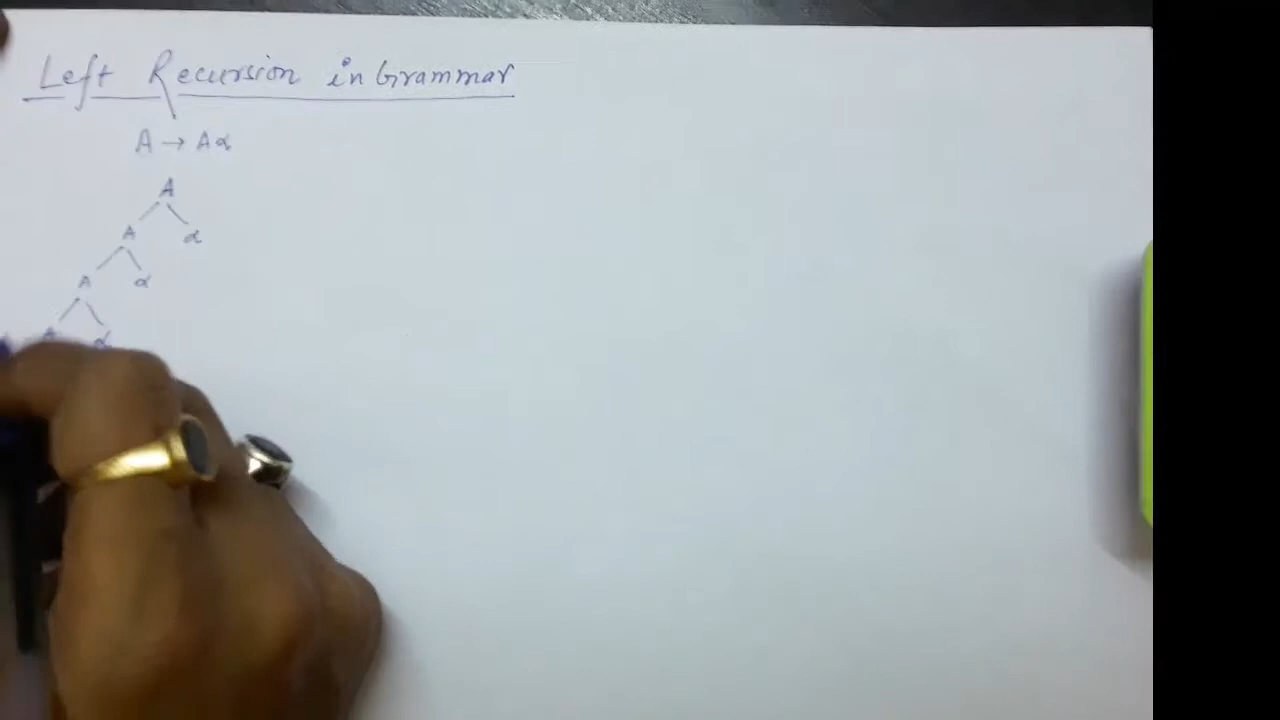 Left Recursion in Grammar
A → Aα
A
A α
A α
A α